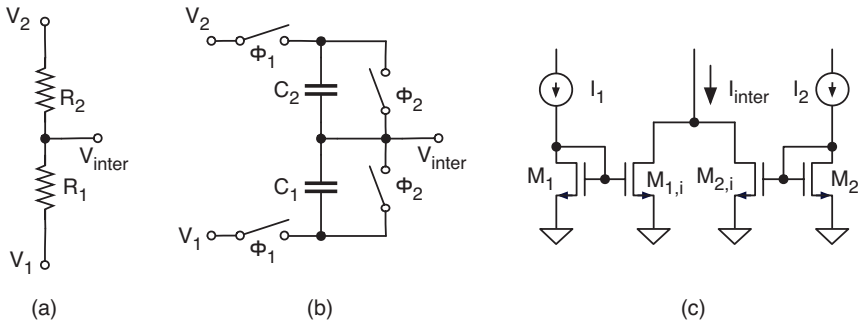 V2
R2
Vinter
R1
V1
(a)
V2
Φ1
C2
Φ2
Vinter
C1
Φ2
V1
Φ1
(b)
I1
Iinter
I2
M1
M1,i
M2,i
M2
(c)